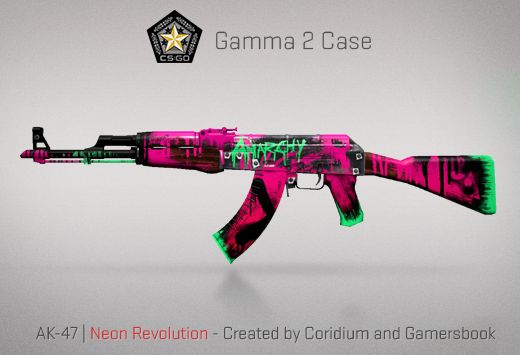 CS:GO
Gamma 2 Case
ANARCHY
AK-47 | Neon Revolution - Created by Coridium and Gamersbook